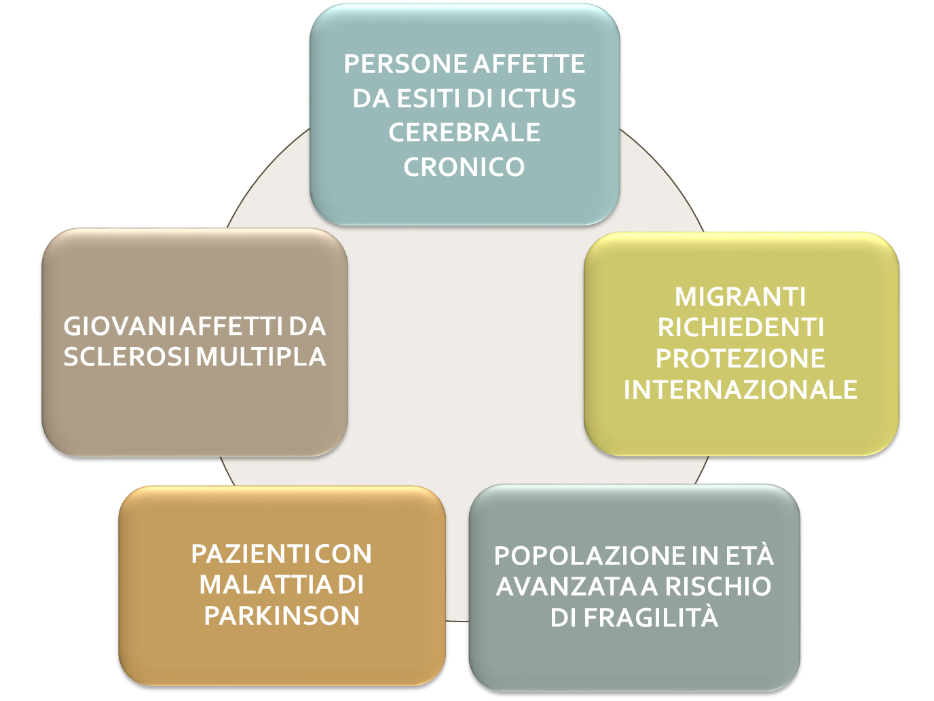 PERSONE AFFETTE
DA ESITI DI ICTUS
CEREBRALE
CRONICO
MIGRANTI
RICHIEDENTI
PROTEZIONE
INTERNAZIONALE
POPOLAZIONE IN ETÀ
AVANZATA A RISCHIO
DI FRAGILITÀ
PAZIENTI CON
MALATTIA DI
PARKINSON
GIOVANI AFFETTI DA
SCLEROSI MULTIPLA